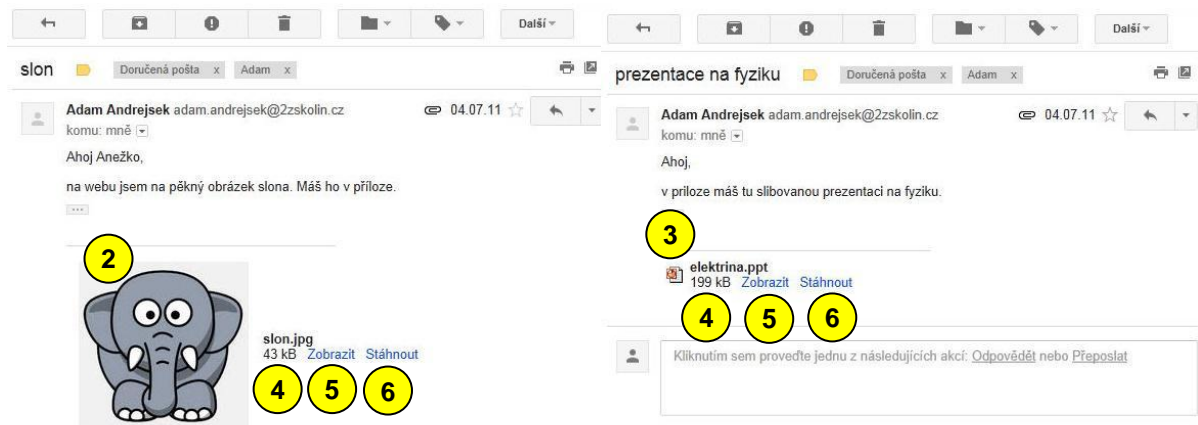 Další
slon
Doručená pošta x Adam x
Adam Andrejsek adam.andrejsek@2zskolin.cz 04.07.11
komu: mně
Ahoj Anežko,
na webu jsem na pěkný obrázek slona. Máš ho v příloze.
2
slon.jpg
43 kB Zobrazit Stáhnout
4 5 6
Další
prezentace na fyziku
Doručená pošta x Adam x
Adam Andrejsek adam.andrejsek@2zskolin.cz 04.07.11
komu: mně
Ahoj,
v priloze máš tu slibovanou prezentaci na fyziku.
3
elektrina.ppt
199 kB Zobrazit Stáhnout
4 5 6
Kliknutím sem proveďte jednu z následujících akcí: Odpovědět nebo Přeposlat